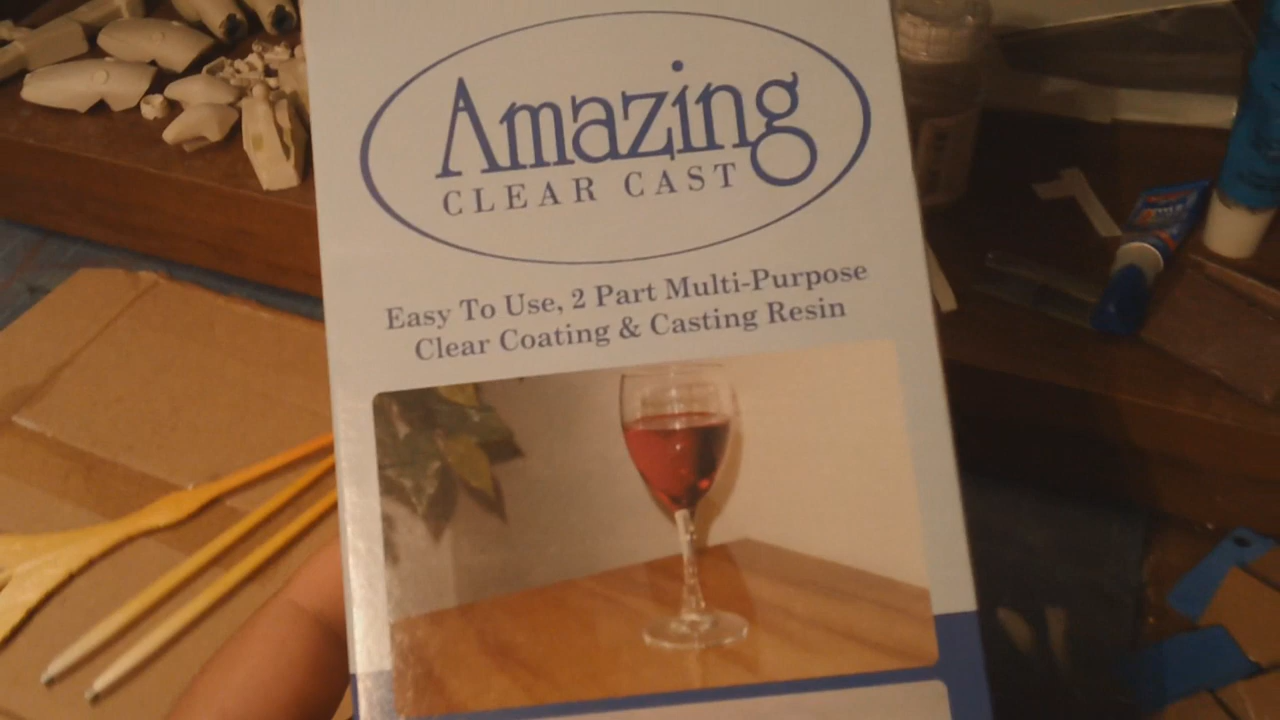 Amazing
CLEAR CAST
Easy To Use, 2 Part Multi-Purpose
Clear Coating & Casting Resin